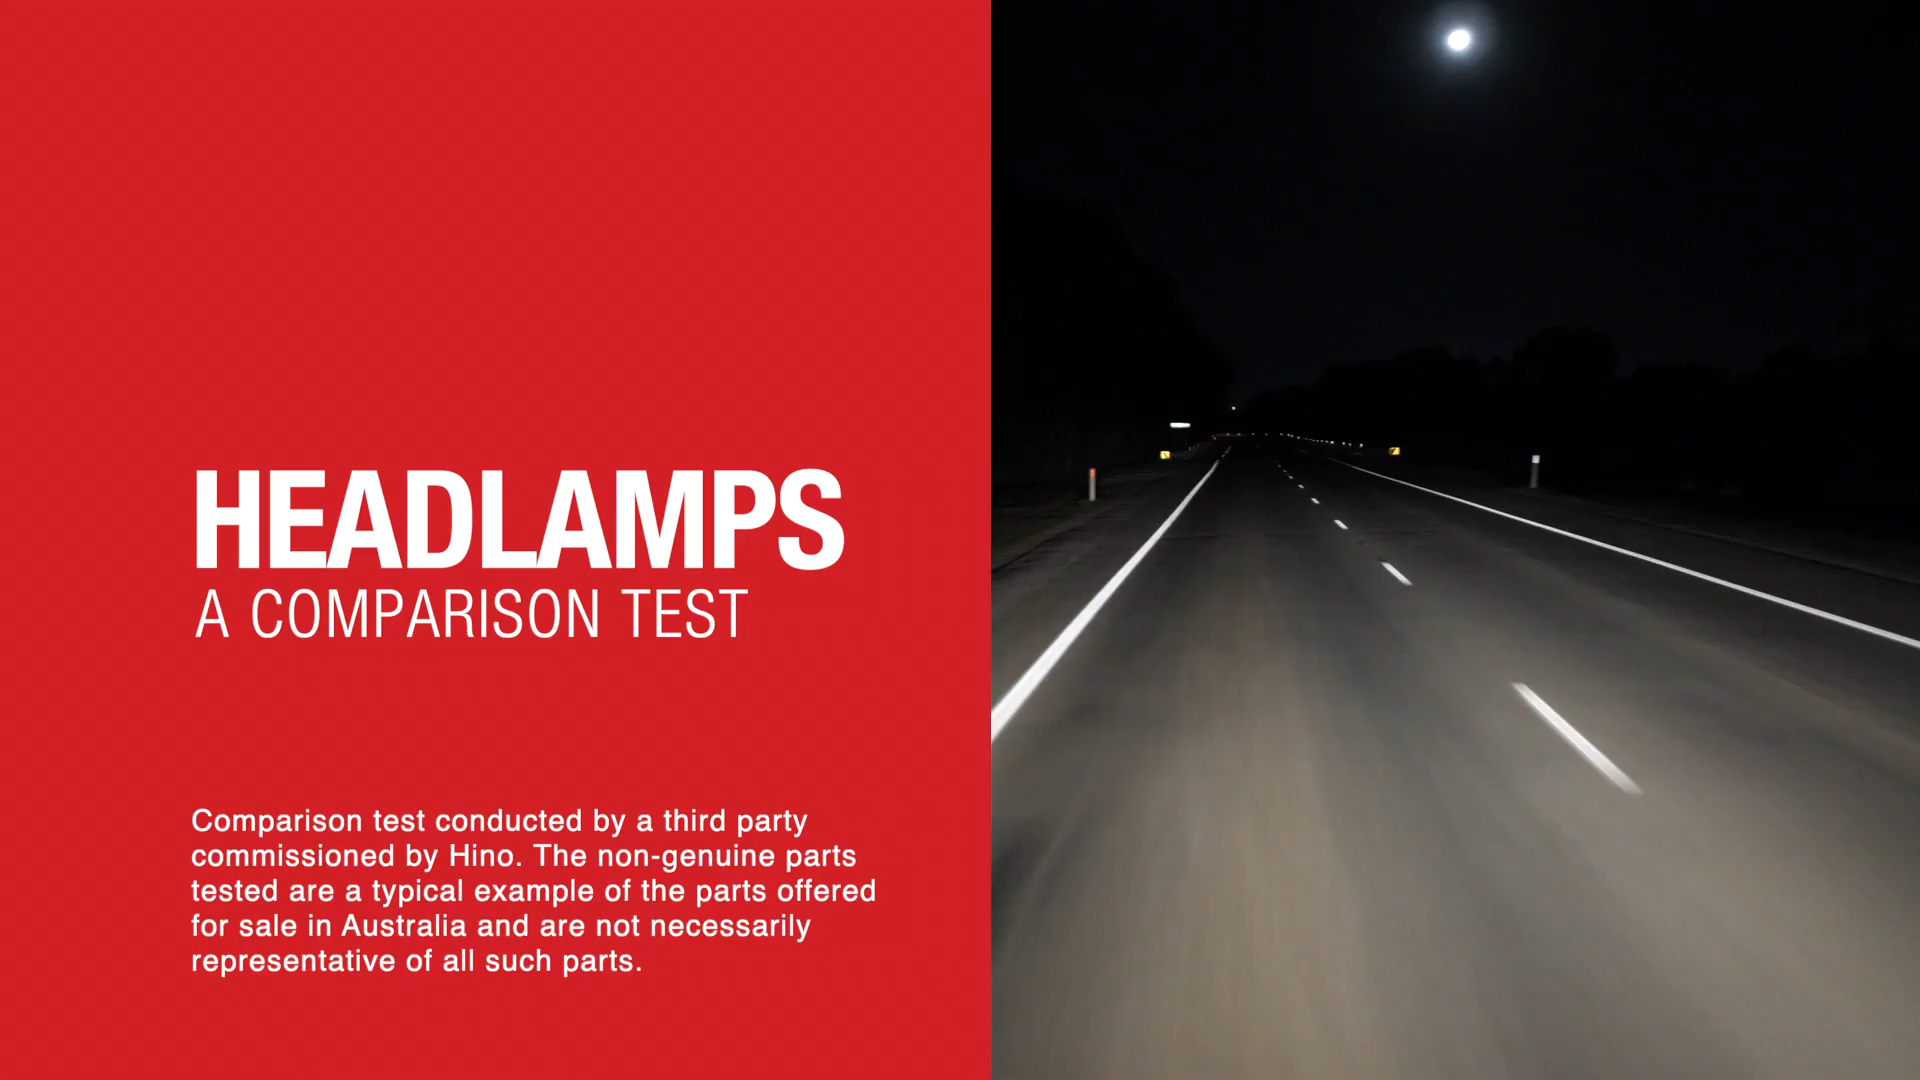 HEADLAMPS
A COMPARISON TEST
Comparison test conducted by a third party
commissioned by Hino. The non-genuine parts
tested are a typical example of the parts offered
for sale in Australia and are not necessarily
representative of all such parts.